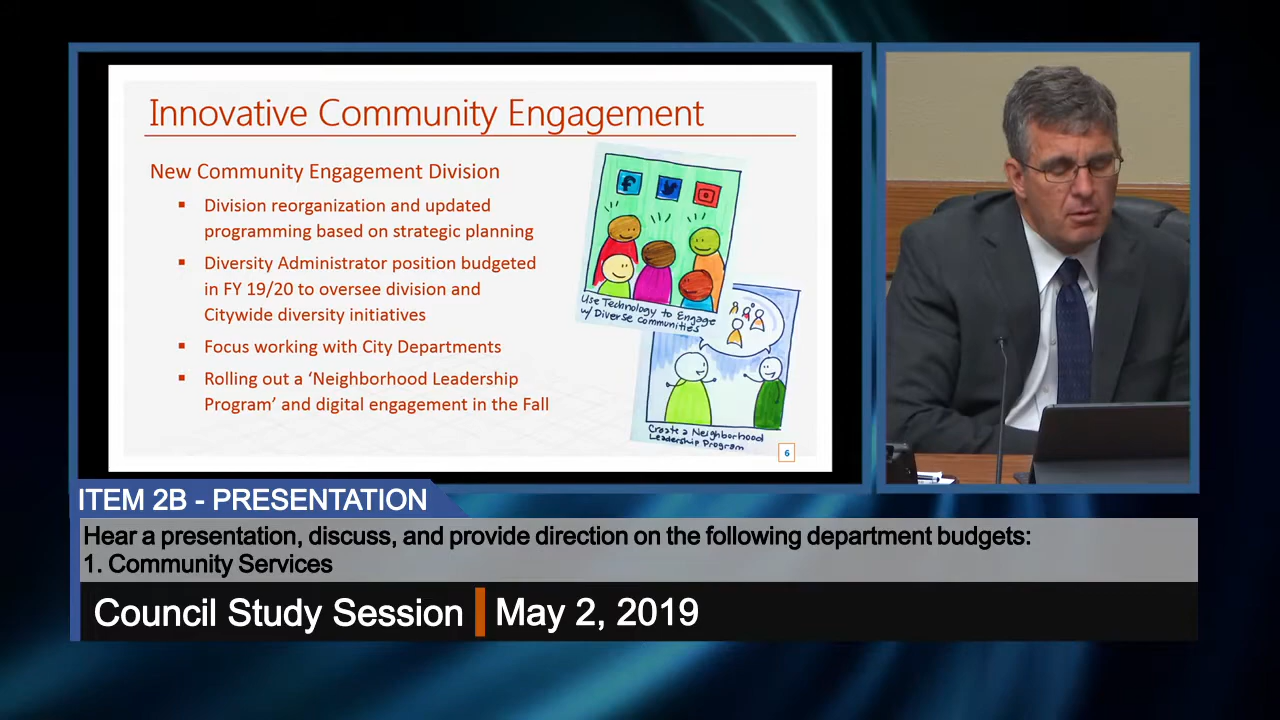 Innovative Community Engagement
New Community Engagement Division
▪ Division reorganization and updated
programming based on strategic planning
▪ Diversity Administrator position budgeted
in FY 19/20 to oversee division and
Citywide diversity initiatives
▪ Focus working with City Departments
▪ Rolling out a ‘Neighborhood Leadership
Program’ and digital engagement in the Fall
Use Technology to Engage
w/ Diverse communities
Create a Neighborhood
Leadership Program
6
ITEM 2B - PRESENTATION
Hear a presentation, discuss, and provide direction on the following department budgets:
1. Community Services
Council Study Session
May 2, 2019